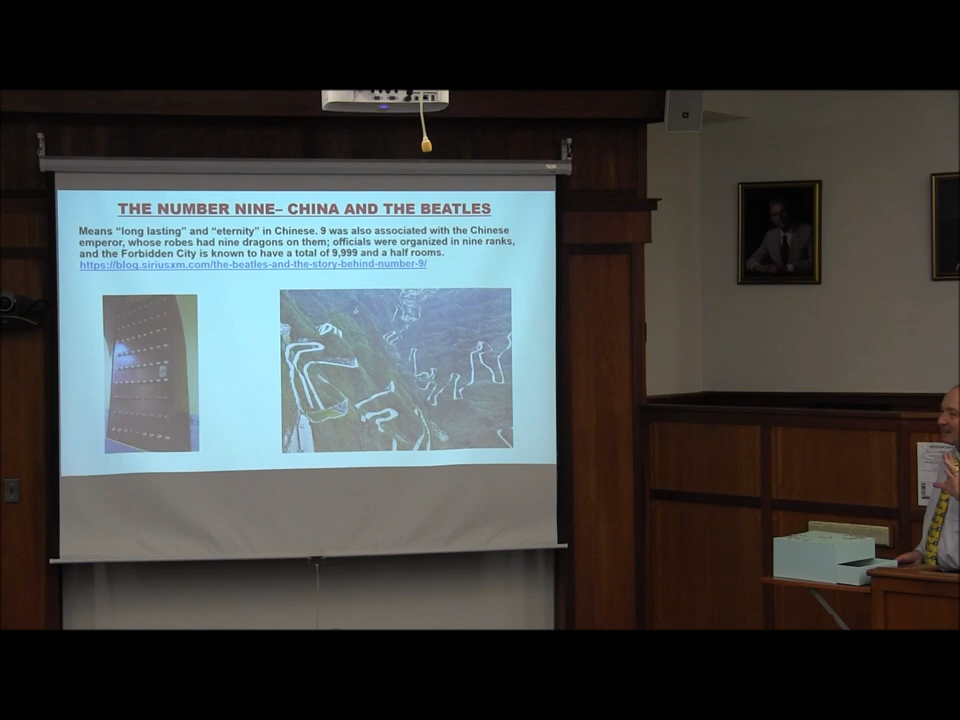 THE NUMBER NINE– CHINA AND THE BEATLES
Means “long lasting” and “eternity” in Chinese. 9 was also associated with the Chinese
emperor, whose robes had nine dragons on them; officials were organized in nine ranks,
and the Forbidden City is known to have a total of 9,999 and a half rooms.
https://blog.siriusxm.com/the-beatles-and-the-story-behind-number-9/